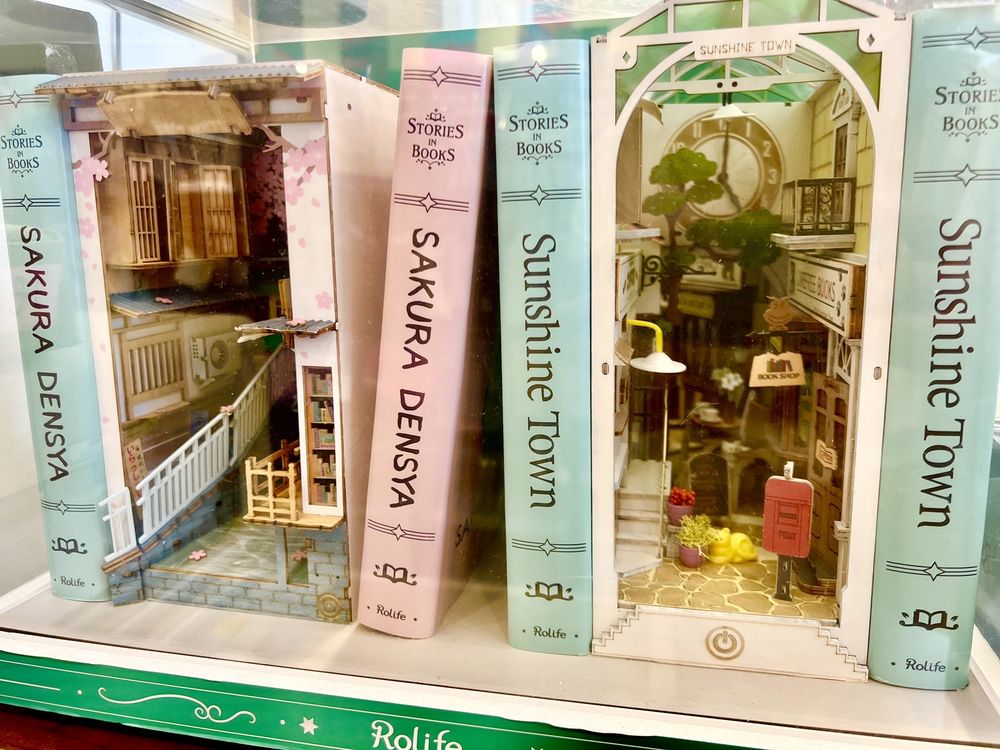 STORIES
IN
BOOKS
SAKURA DENSYA
Rolife
STORIES
IN
BOOKS
SAKURA DENSYA
Rolife
STORIES
IN
BOOKS
Sunshine Town
Rolife
SUNSHINE TOWN
BOOKS
BOOK SHOP
POST
STORIES
IN
BOOKS
Sunshine Town
Rolife
Rolife